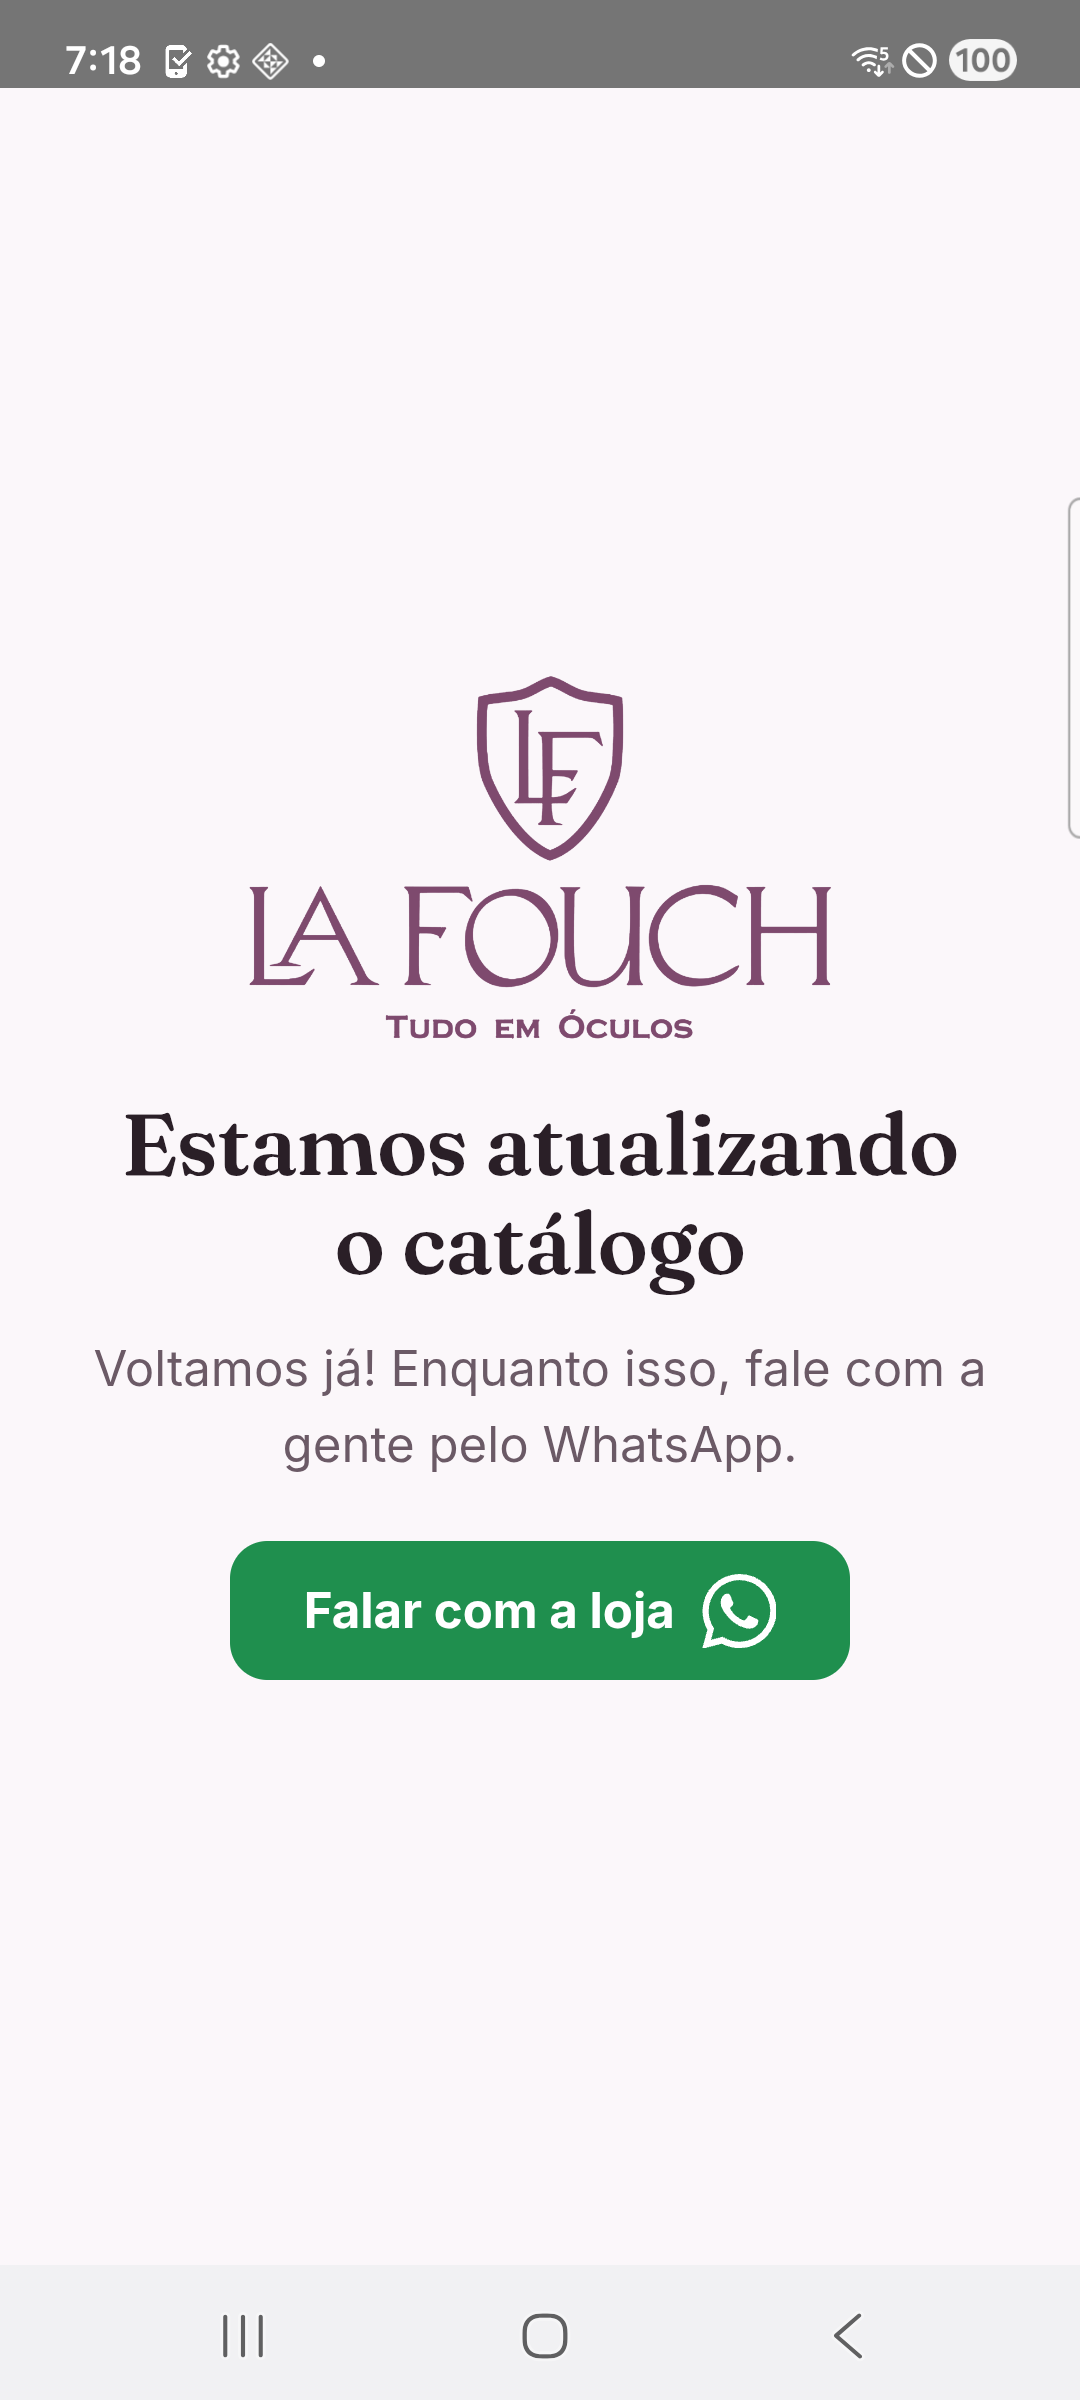 7:18
5
100
LF
LA FOUCH
TUDO EM ÓCULOS
Estamos atualizando
o catálogo
Voltamos já! Enquanto isso, fale com a
gente pelo WhatsApp.
Falar com a loja